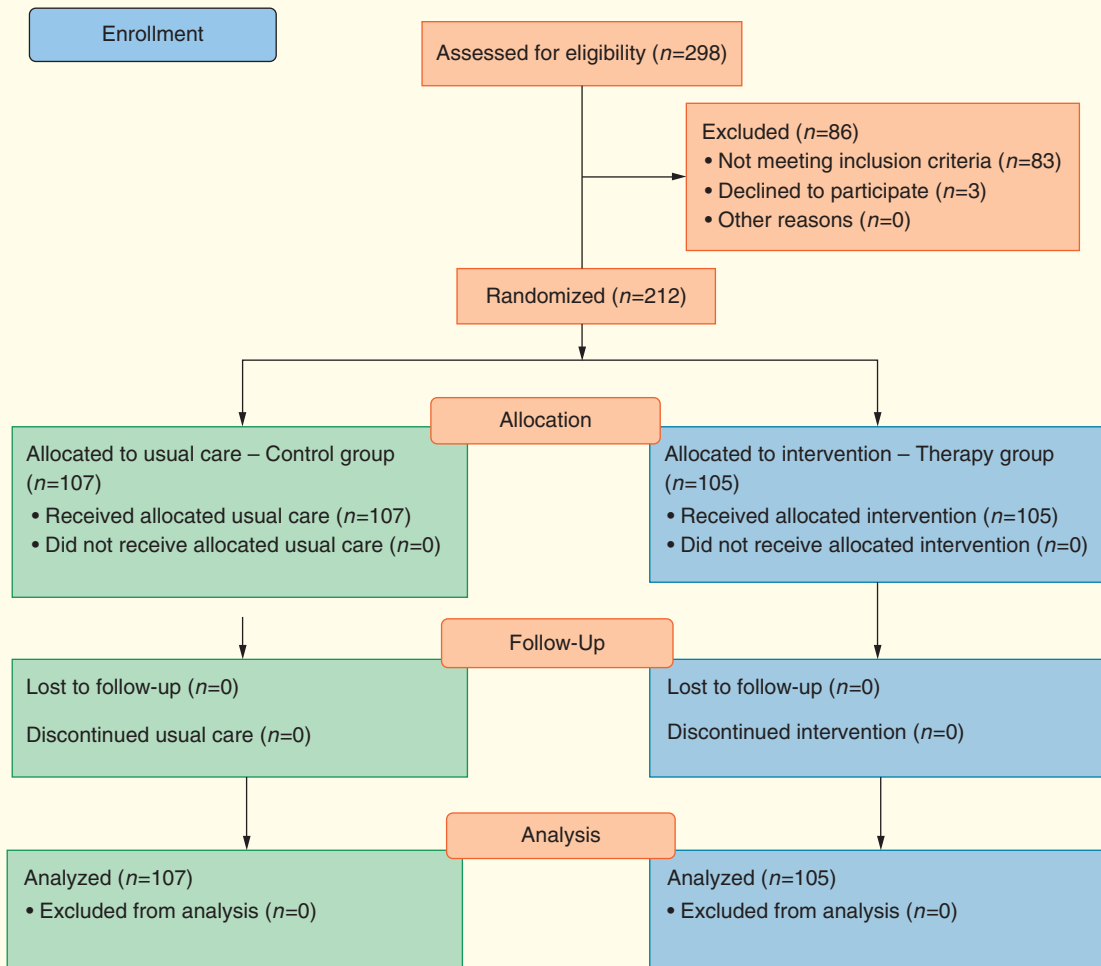 Enrollment
Assessed for eligibility (n=298)
Excluded (n=86)
• Not meeting inclusion criteria (n=83)
• Declined to participate (n=3)
• Other reasons (n=0)
Randomized (n=212)
Allocation
Allocated to usual care – Control group
(n=107)
• Received allocated usual care (n=107)
• Did not receive allocated usual care (n=0)
Allocated to intervention – Therapy group
(n=105)
• Received allocated intervention (n=105)
• Did not receive allocated intervention (n=0)
Follow-Up
Lost to follow-up (n=0)
Discontinued usual care (n=0)
Lost to follow-up (n=0)
Discontinued intervention (n=0)
Analysis
Analyzed (n=107)
• Excluded from analysis (n=0)
Analyzed (n=105)
• Excluded from analysis (n=0)